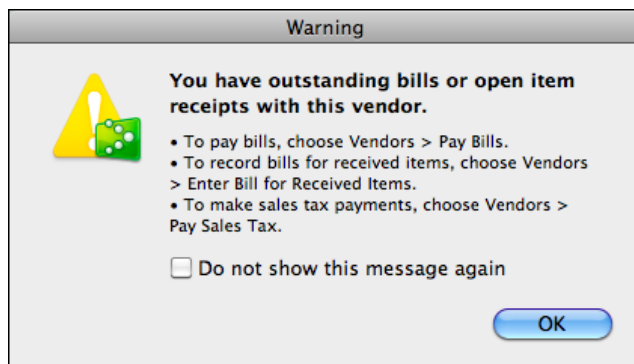 Warning
You have outstanding bills or open item
receipts with this vendor.
• To pay bills, choose Vendors > Pay Bills.
• To record bills for received items, choose Vendors
> Enter Bill for Received Items.
• To make sales tax payments, choose Vendors >
Pay Sales Tax.
Do not show this message again
OK